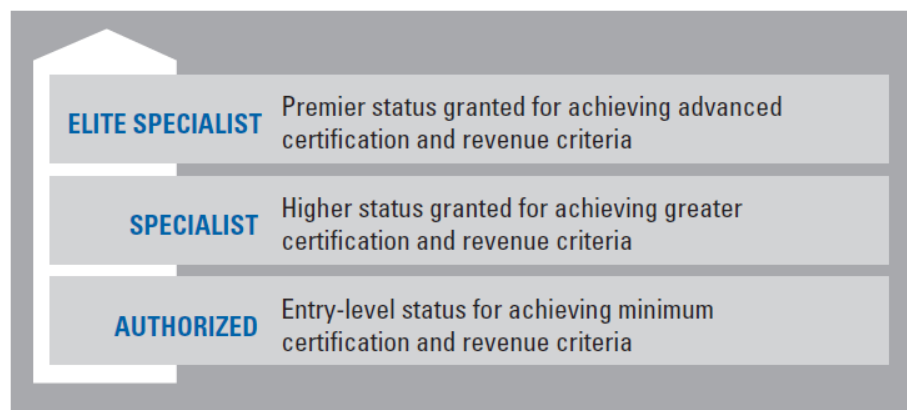 ELITE SPECIALIST
Premier status granted for achieving advanced
certification and revenue criteria
SPECIALIST
Higher status granted for achieving greater
certification and revenue criteria
AUTHORIZED
Entry-level status for achieving minimum
certification and revenue criteria